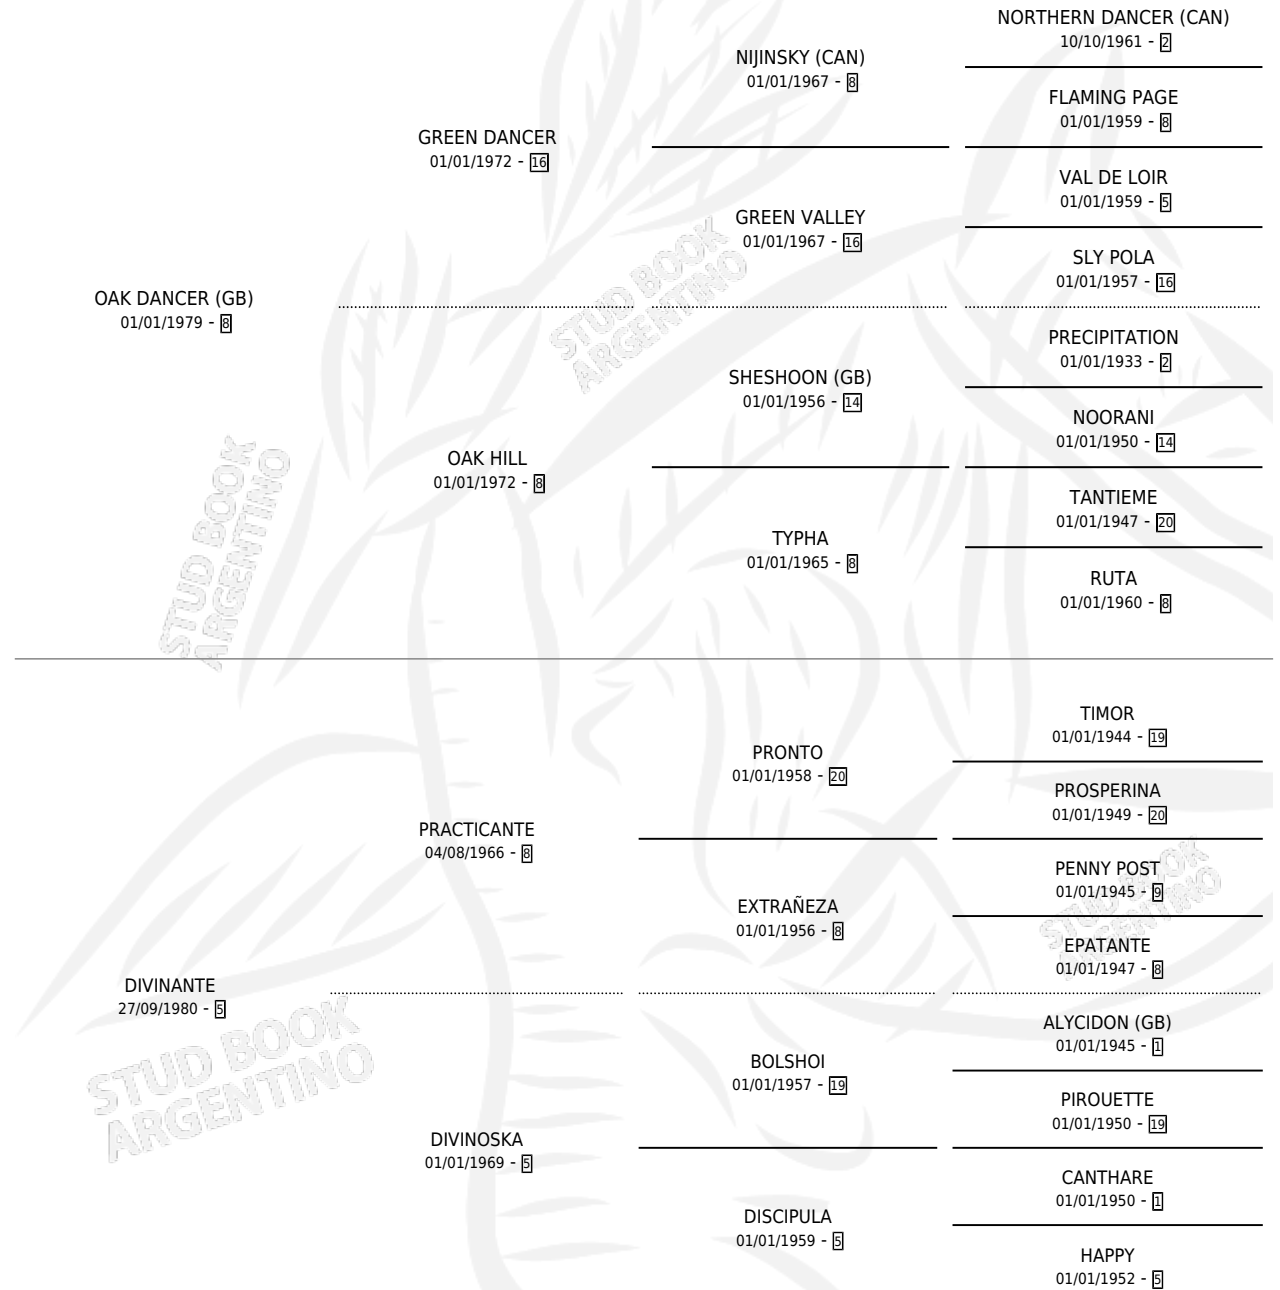 NORTHERN DANCER (CAN)
10/10/1961 - 2
NIJINSKY (CAN)
01/01/1967 - 8
FLAMING PAGE
01/01/1959 - 8
GREEN DANCER
01/01/1972 - 16
VAL DE LOIR
01/01/1959 - 5
GREEN VALLEY
01/01/1967 - 16
SLY POLA
01/01/1957 - 16
OAK DANCER (GB)
01/01/1979 - 8
PRECIPITATION
01/01/1933 - 2
SHESHOON (GB)
01/01/1956 - 14
NOORANI
01/01/1950 - 14
OAK HILL
01/01/1972 - 8
TANTIEME
01/01/1947 - 20
TYPHA
01/01/1965 - 8
RUTA
01/01/1960 - 8
STUD BOOK
ARGENTINO
STUD BOOK
ARGENTINO
TIMOR
01/01/1944 - 19
PRONTO
01/01/1958 - 20
PROSPERINA
01/01/1949 - 20
PRACTICANTE
04/08/1966 - 8
PENNY POST
01/01/1945 - 9
EXTRAÑEZA
01/01/1956 - 8
EPATANTE
01/01/1947 - 8
DIVINANTE
27/09/1980 - 5
ALYCIDON (GB)
01/01/1945 - 1
BOLSHOI
01/01/1957 - 19
PIROUETTE
01/01/1950 - 19
DIVINOSKA
01/01/1969 - 5
CANTHARE
01/01/1950 - 1
DISCIPULA
01/01/1959 - 5
HAPPY
01/01/1952 - 5
STUD BOOK
ARGENTINO
STUD BOOK
ARGENTINO